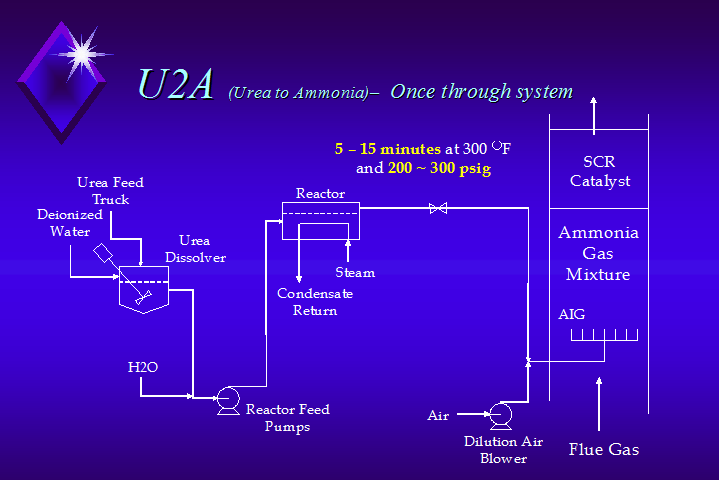 U2A (Urea to Ammonia)– Once through system
5 – 15 minutes at 300 °F
and 200 ~ 300 psig
Urea Feed
Truck
Deionized
Water
Urea
Dissolver
Reactor
Steam
Condensate
Return
H2O
Reactor Feed
Pumps
Air
Dilution Air
Blower
SCR
Catalyst
Ammonia
Gas
Mixture
AIG
Flue Gas